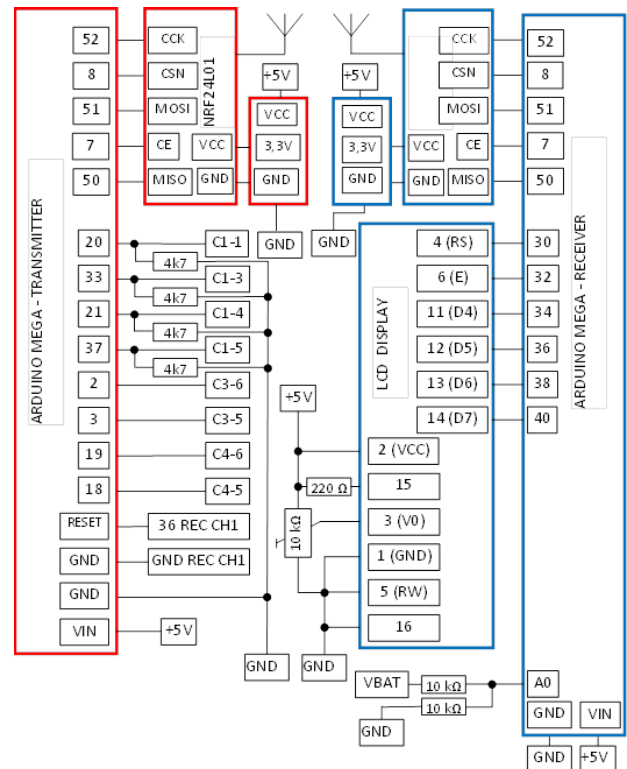 ARDUINO MEGA - TRANSMITTER
52
8
51
7
50
20
33
21
37
2
3
19
18
RESET
GND
GND
VIN
CCK
CSN
MOSI
CE
MISO
NRF24L01
VCC
GND
+5V
VCC
3,3V
GND
GND
C1-1
4k7
C1-3
4k7
C1-4
4k7
C1-5
4k7
C3-6
C3-5
C4-6
C4-5
36 REC CH1
GND REC CH1
+5V
GND
+5V
VCC
3,3V
GND
GND
CCK
CSN
MOSI
VCC
CE
GND
MISO
LCD DISPLAY
4 (RS)
6 (E)
11 (D4)
12 (D5)
13 (D6)
14 (D7)
2 (VCC)
15
3 (V0)
1 (GND)
5 (RW)
16
+5V
220 Ω
10 kΩ
GND
VBAT
10 kΩ
10 kΩ
GND
ARDUINO MEGA - RECEIVER
52
8
51
7
50
30
32
34
36
38
40
A0
GND
VIN
GND
+5V